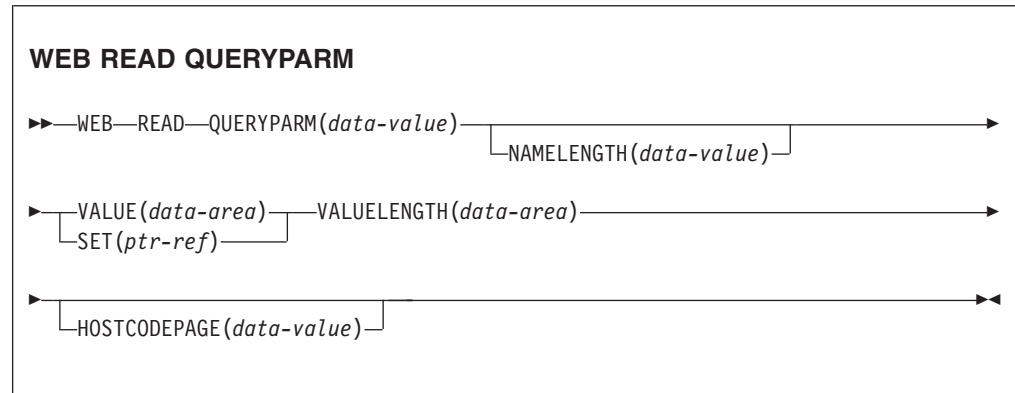 WEB READ QUERYPARM
WEB READ QUERYPARM(data-value)
NAMELENGTH(data-value)
VALUE(data-area) VALUELENGTH(data-area)
SET(ptr-ref)
HOSTCODEPAGE(data-value)